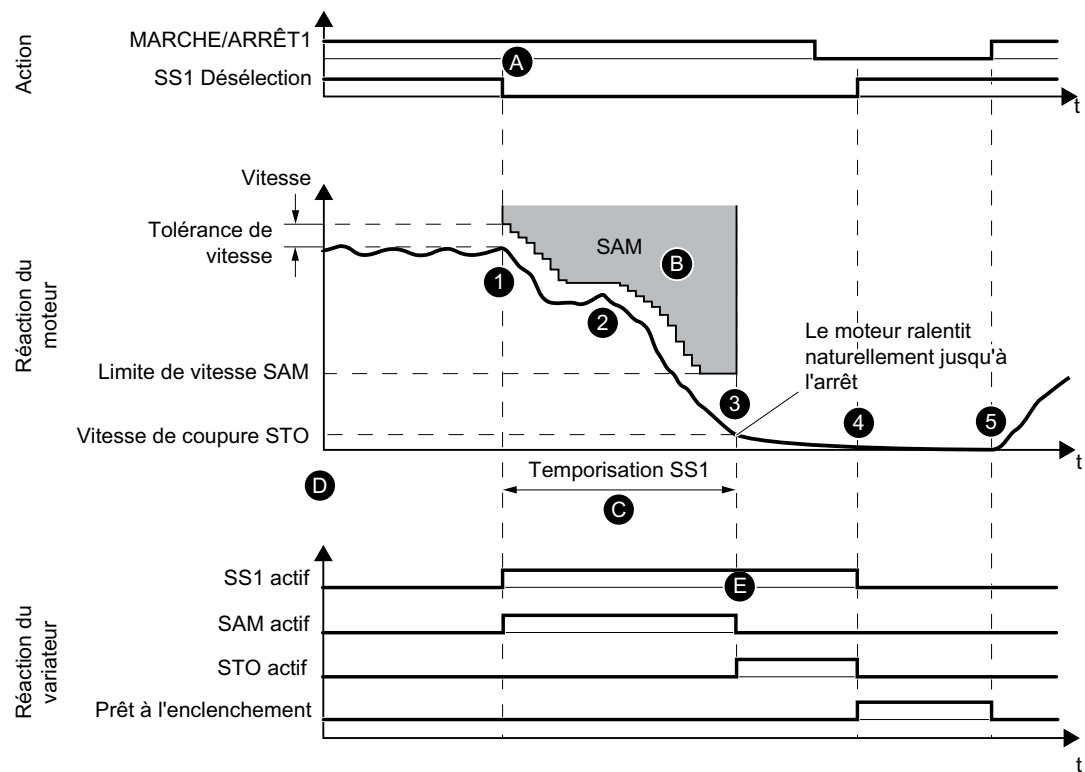 Action
MARCHE/ARRÊT1
SS1 Désélection
A
t
Réaction du
moteur
Vitesse
Tolérance de
vitesse
SAM
B
1
2
Le moteur ralentit
naturellement jusqu'à
l'arrêt
Limite de vitesse SAM
3
4
5
Vitesse de coupure STO
t
Temporisation SS1
D
C
Réaction du
variateur
SS1 actif
E
SAM actif
STO actif
Prêt à l'enclenchement
t